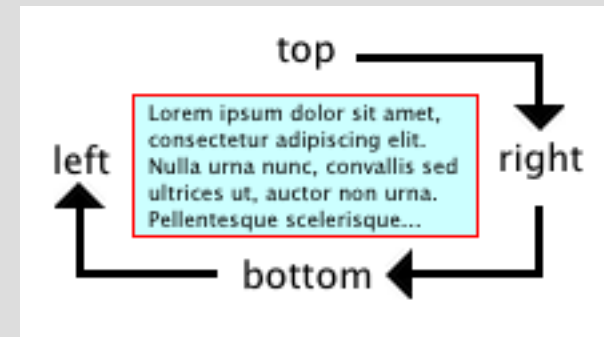 top
Lorem ipsum dolor sit amet,
consectetur adipiscing elit.
Nulla urna nunc, convallis sed
ultrices ut, auctor non urna.
Pellentesque scelerisque...
left
right
bottom